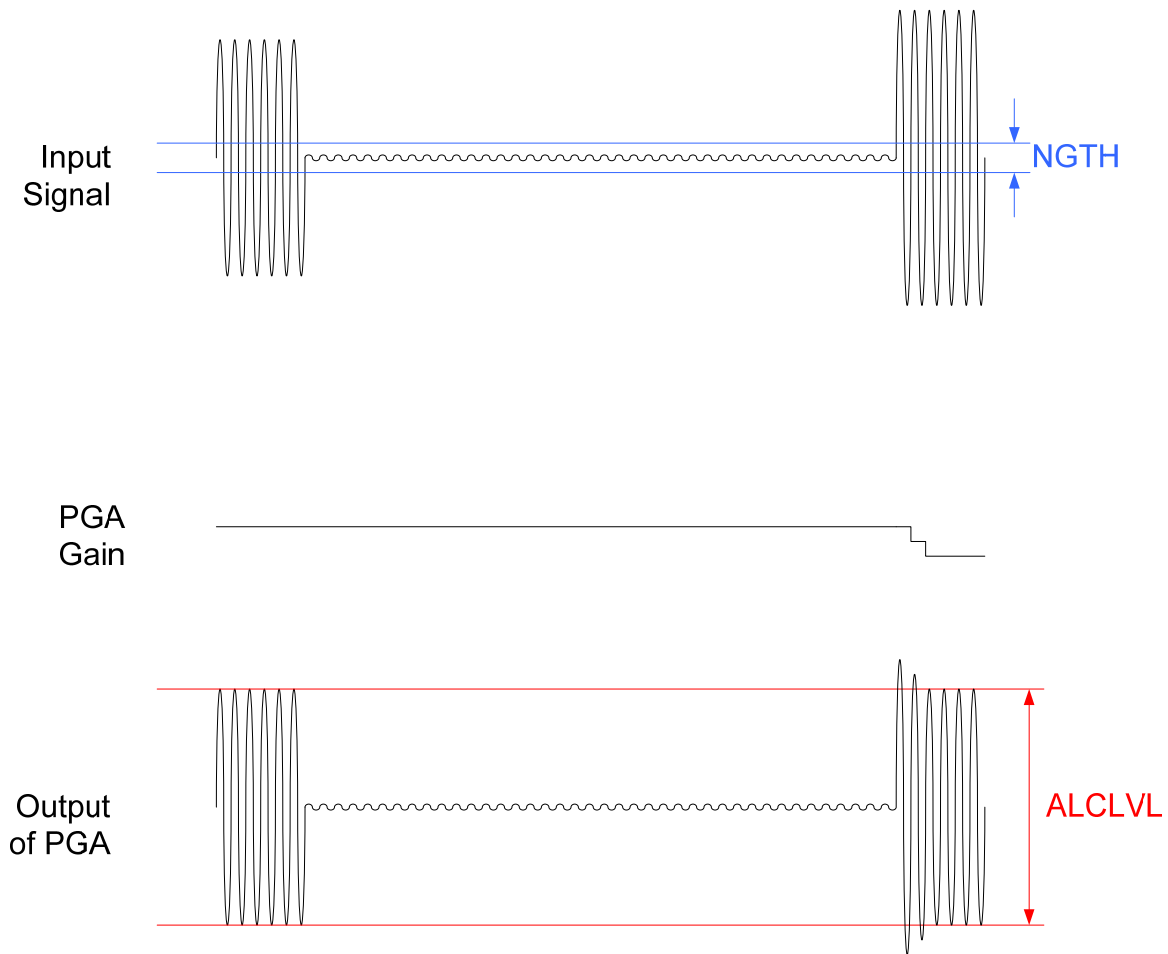 Input
Signal
NGTH
PGA
Gain
Output
of PGA
ALCLVL